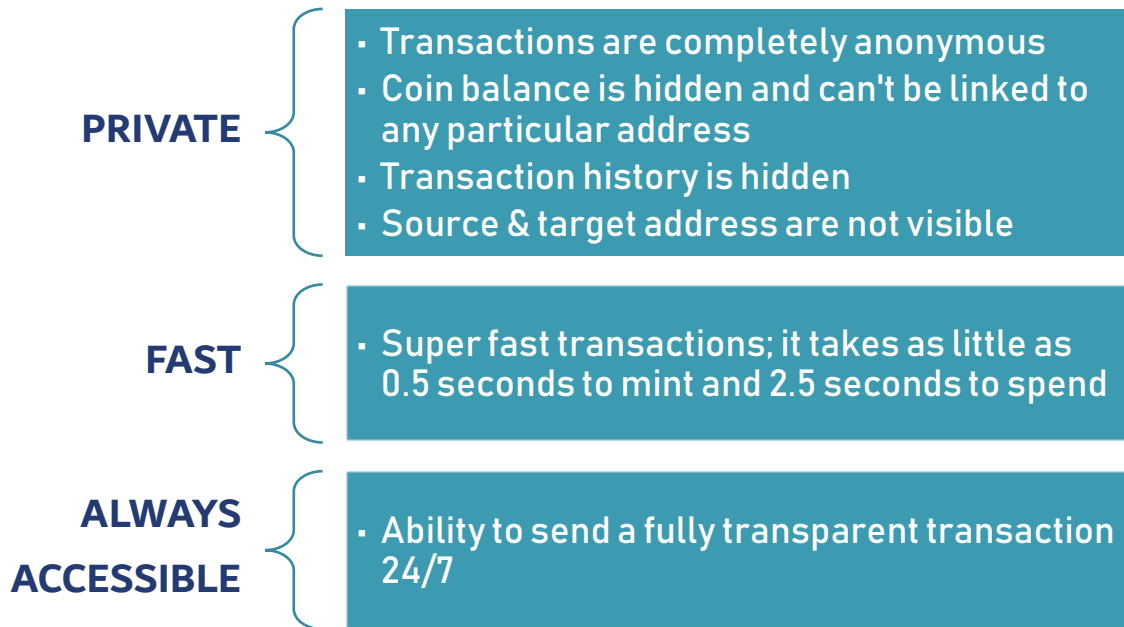 PRIVATE
▪ Transactions are completely anonymous
▪ Coin balance is hidden and can't be linked to
any particular address
▪ Transaction history is hidden
▪ Source & target address are not visible
FAST
▪ Super fast transactions; it takes as little as
0.5 seconds to mint and 2.5 seconds to spend
ALWAYS
ACCESSIBLE
▪ Ability to send a fully transparent transaction
24/7